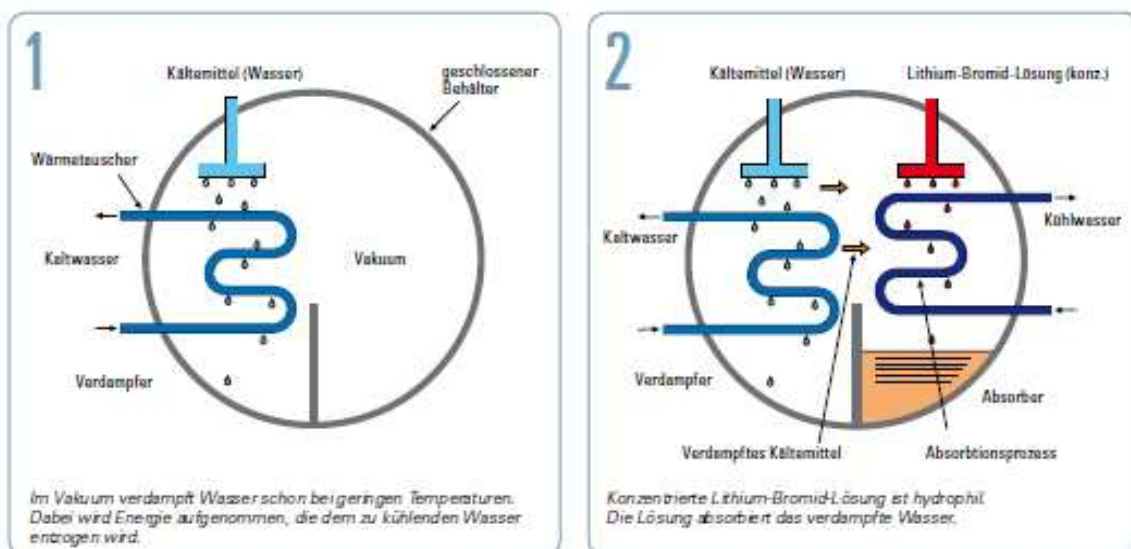 1
Kältemittel (Wasser)
geschlossener
Behälter
Wärmetauscher
Kaltwasser
Vakuum
Verdampfer
Im Vakuum verdampft Wasser schon bei geringen Temperaturen.
Dabei wird Energie aufgenommen, die dem zu kühlenden Wasser
entzogen wird.
2
Kältemittel (Wasser)
Lithium-Bromid-Lösung (konz.)
Kaltwasser
Kühlwasser
Verdampfer
Absorber
Verdampftes Kältemittel
Absorbtionsprozess
Konzentrierte Lithium-Bromid-Lösung ist hydrophil.
Die Lösung absorbiert das verdampfte Wasser.